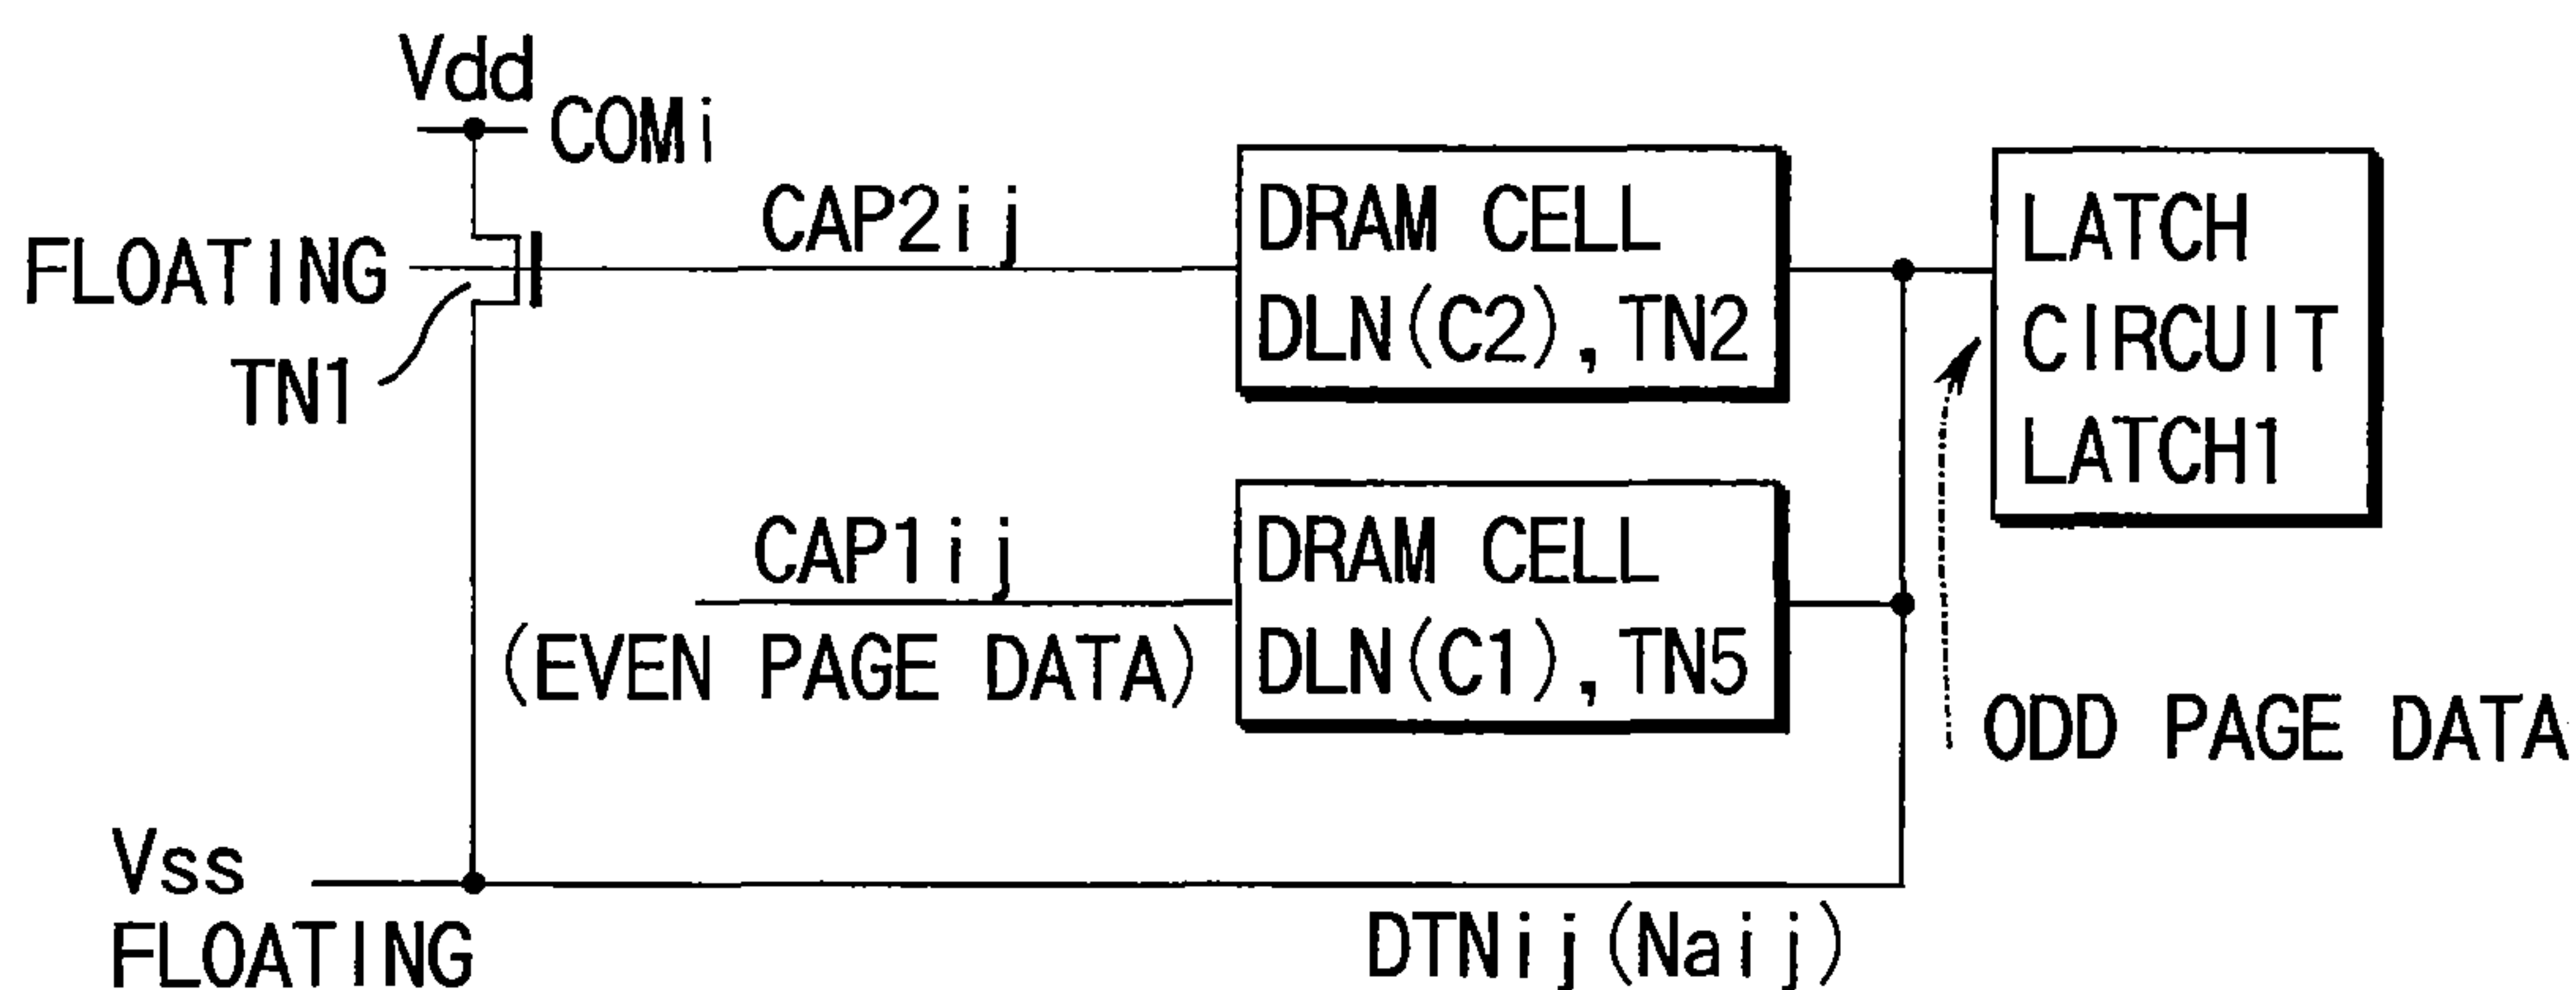 Vdd
COMi
FLOATING
TN1
CAP2ij
DRAM CELL
DLN(C2),TN2
LATCH
CIRCUIT
LATCH1
CAP1ij
(EVEN PAGE DATA)
DRAM CELL
DLN(C1),TN5
ODD PAGE DATA
Vss
FLOATING
DTNij(Naij)